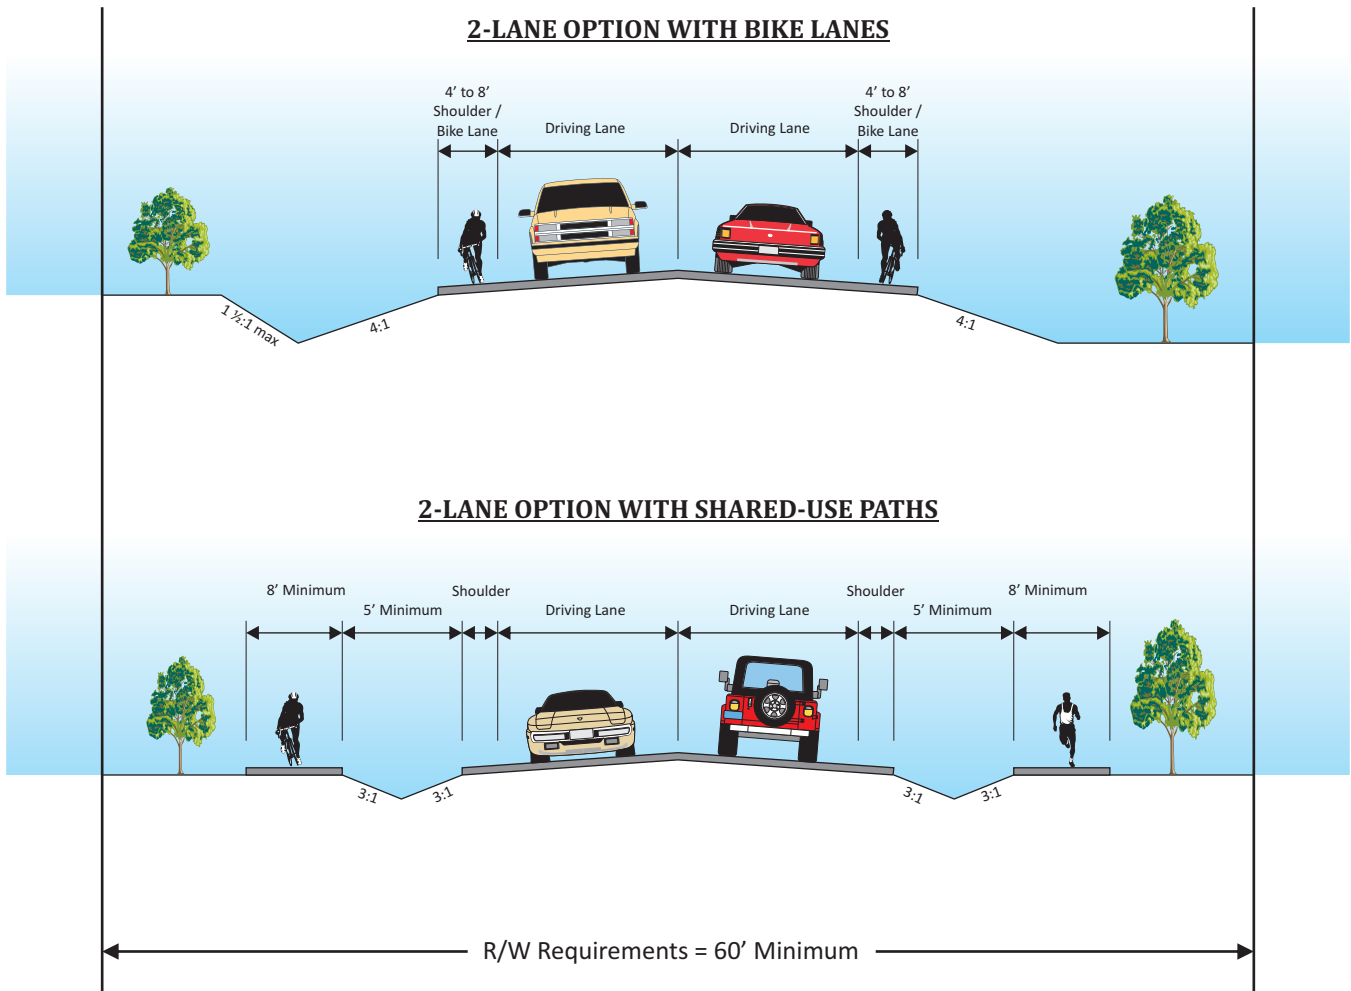 2-LANE OPTION WITH BIKE LANES
4’ to 8’
Shoulder /
Bike Lane
Driving Lane
Driving Lane
4’ to 8’
Shoulder /
Bike Lane
1 ½:1 max
4:1
4:1
2-LANE OPTION WITH SHARED-USE PATHS
8’ Minimum
5’ Minimum
Shoulder
Driving Lane
Driving Lane
Shoulder
5’ Minimum
8’ Minimum
3:1
3:1
3:1
3:1
R/W Requirements = 60’ Minimum